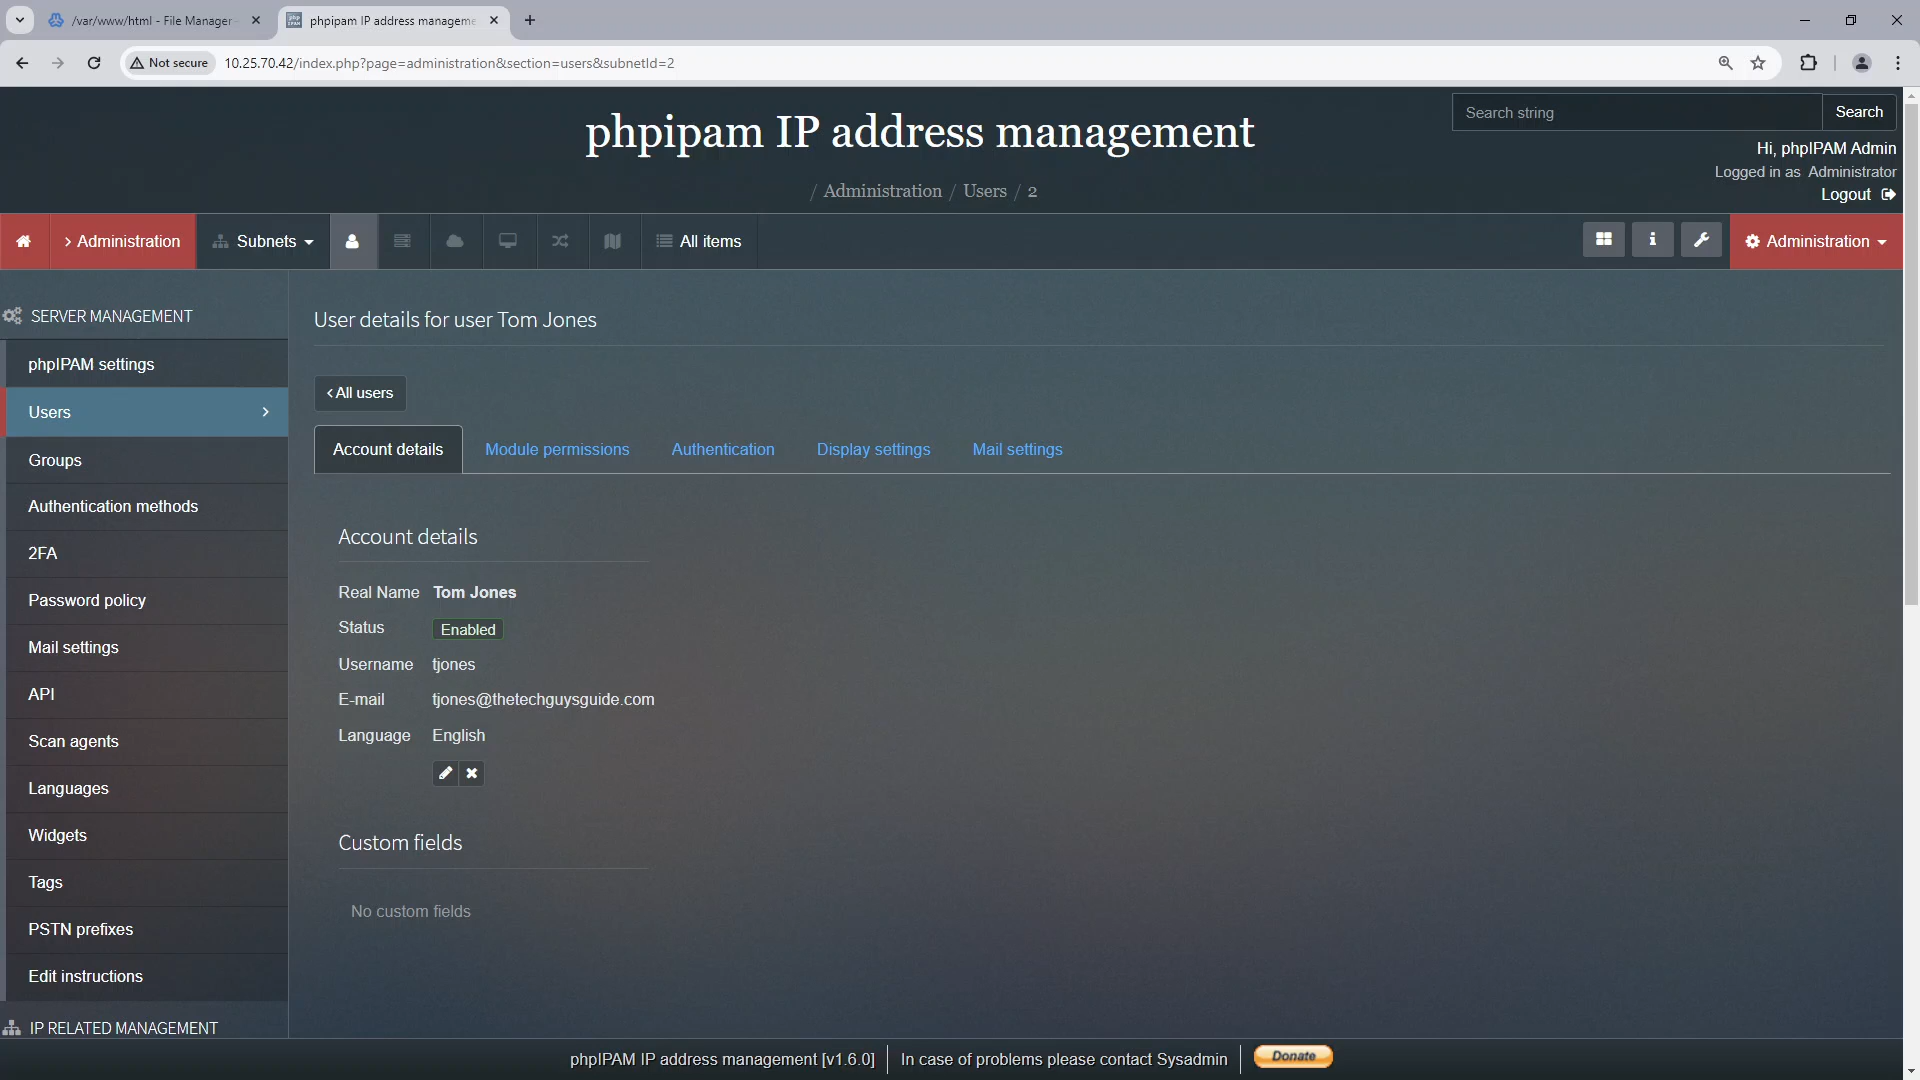 /var/www/html - File Manager
phpipam IP address manageme
Not secure
10.25.70.42/index.php?page=administration&section=users&subnetId=2
phpipam IP address management
/ Administration / Users / 2
Search string
Search
Hi, phpIPAM Admin
Logged in as Administrator
Logout
Administration
Subnets
All items
Administration
SERVER MANAGEMENT
phpIPAM settings
Users
Groups
Authentication methods
2FA
Password policy
Mail settings
API
Scan agents
Languages
Widgets
Tags
PSTN prefixes
Edit instructions
IP RELATED MANAGEMENT
User details for user Tom Jones
All users
Account details
Module permissions
Authentication
Display settings
Mail settings
Account details
Real Name Tom Jones
Status Enabled
Username tjones
E-mail tjones@thetechguysguide.com
Language English
Custom fields
No custom fields
phpIPAM IP address management [v1.6.0]
In case of problems please contact Sysadmin
Donate